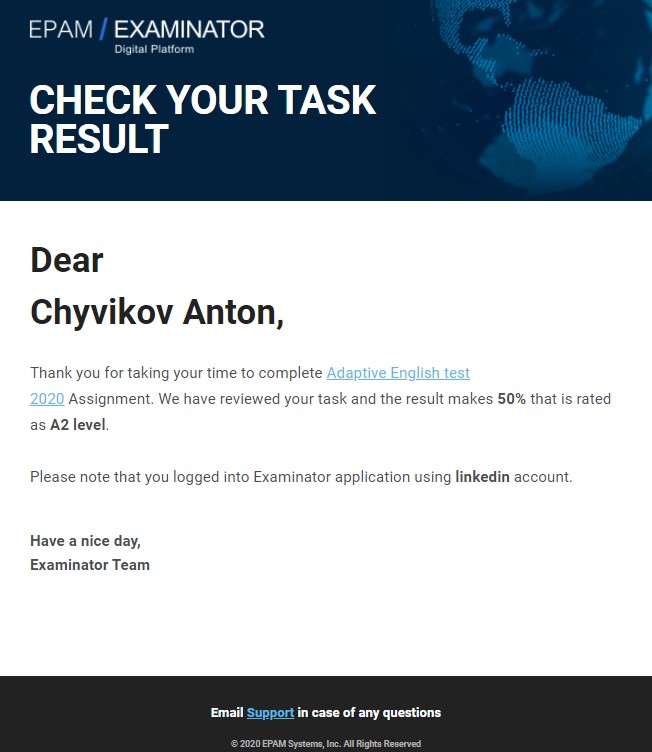 EPAM / EXAMINATOR
Digital Platform
CHECK YOUR TASK
RESULT
Dear
Chyvikov Anton,
Thank you for taking your time to complete Adaptive English test
2020 Assignment. We have reviewed your task and the result makes 50% that is rated
as A2 level.
Please note that you logged into Examinator application using linkedin account.
Have a nice day,
Examinator Team
Email Support in case of any questions
© 2020 EPAM Systems, Inc. All Rights Reserved